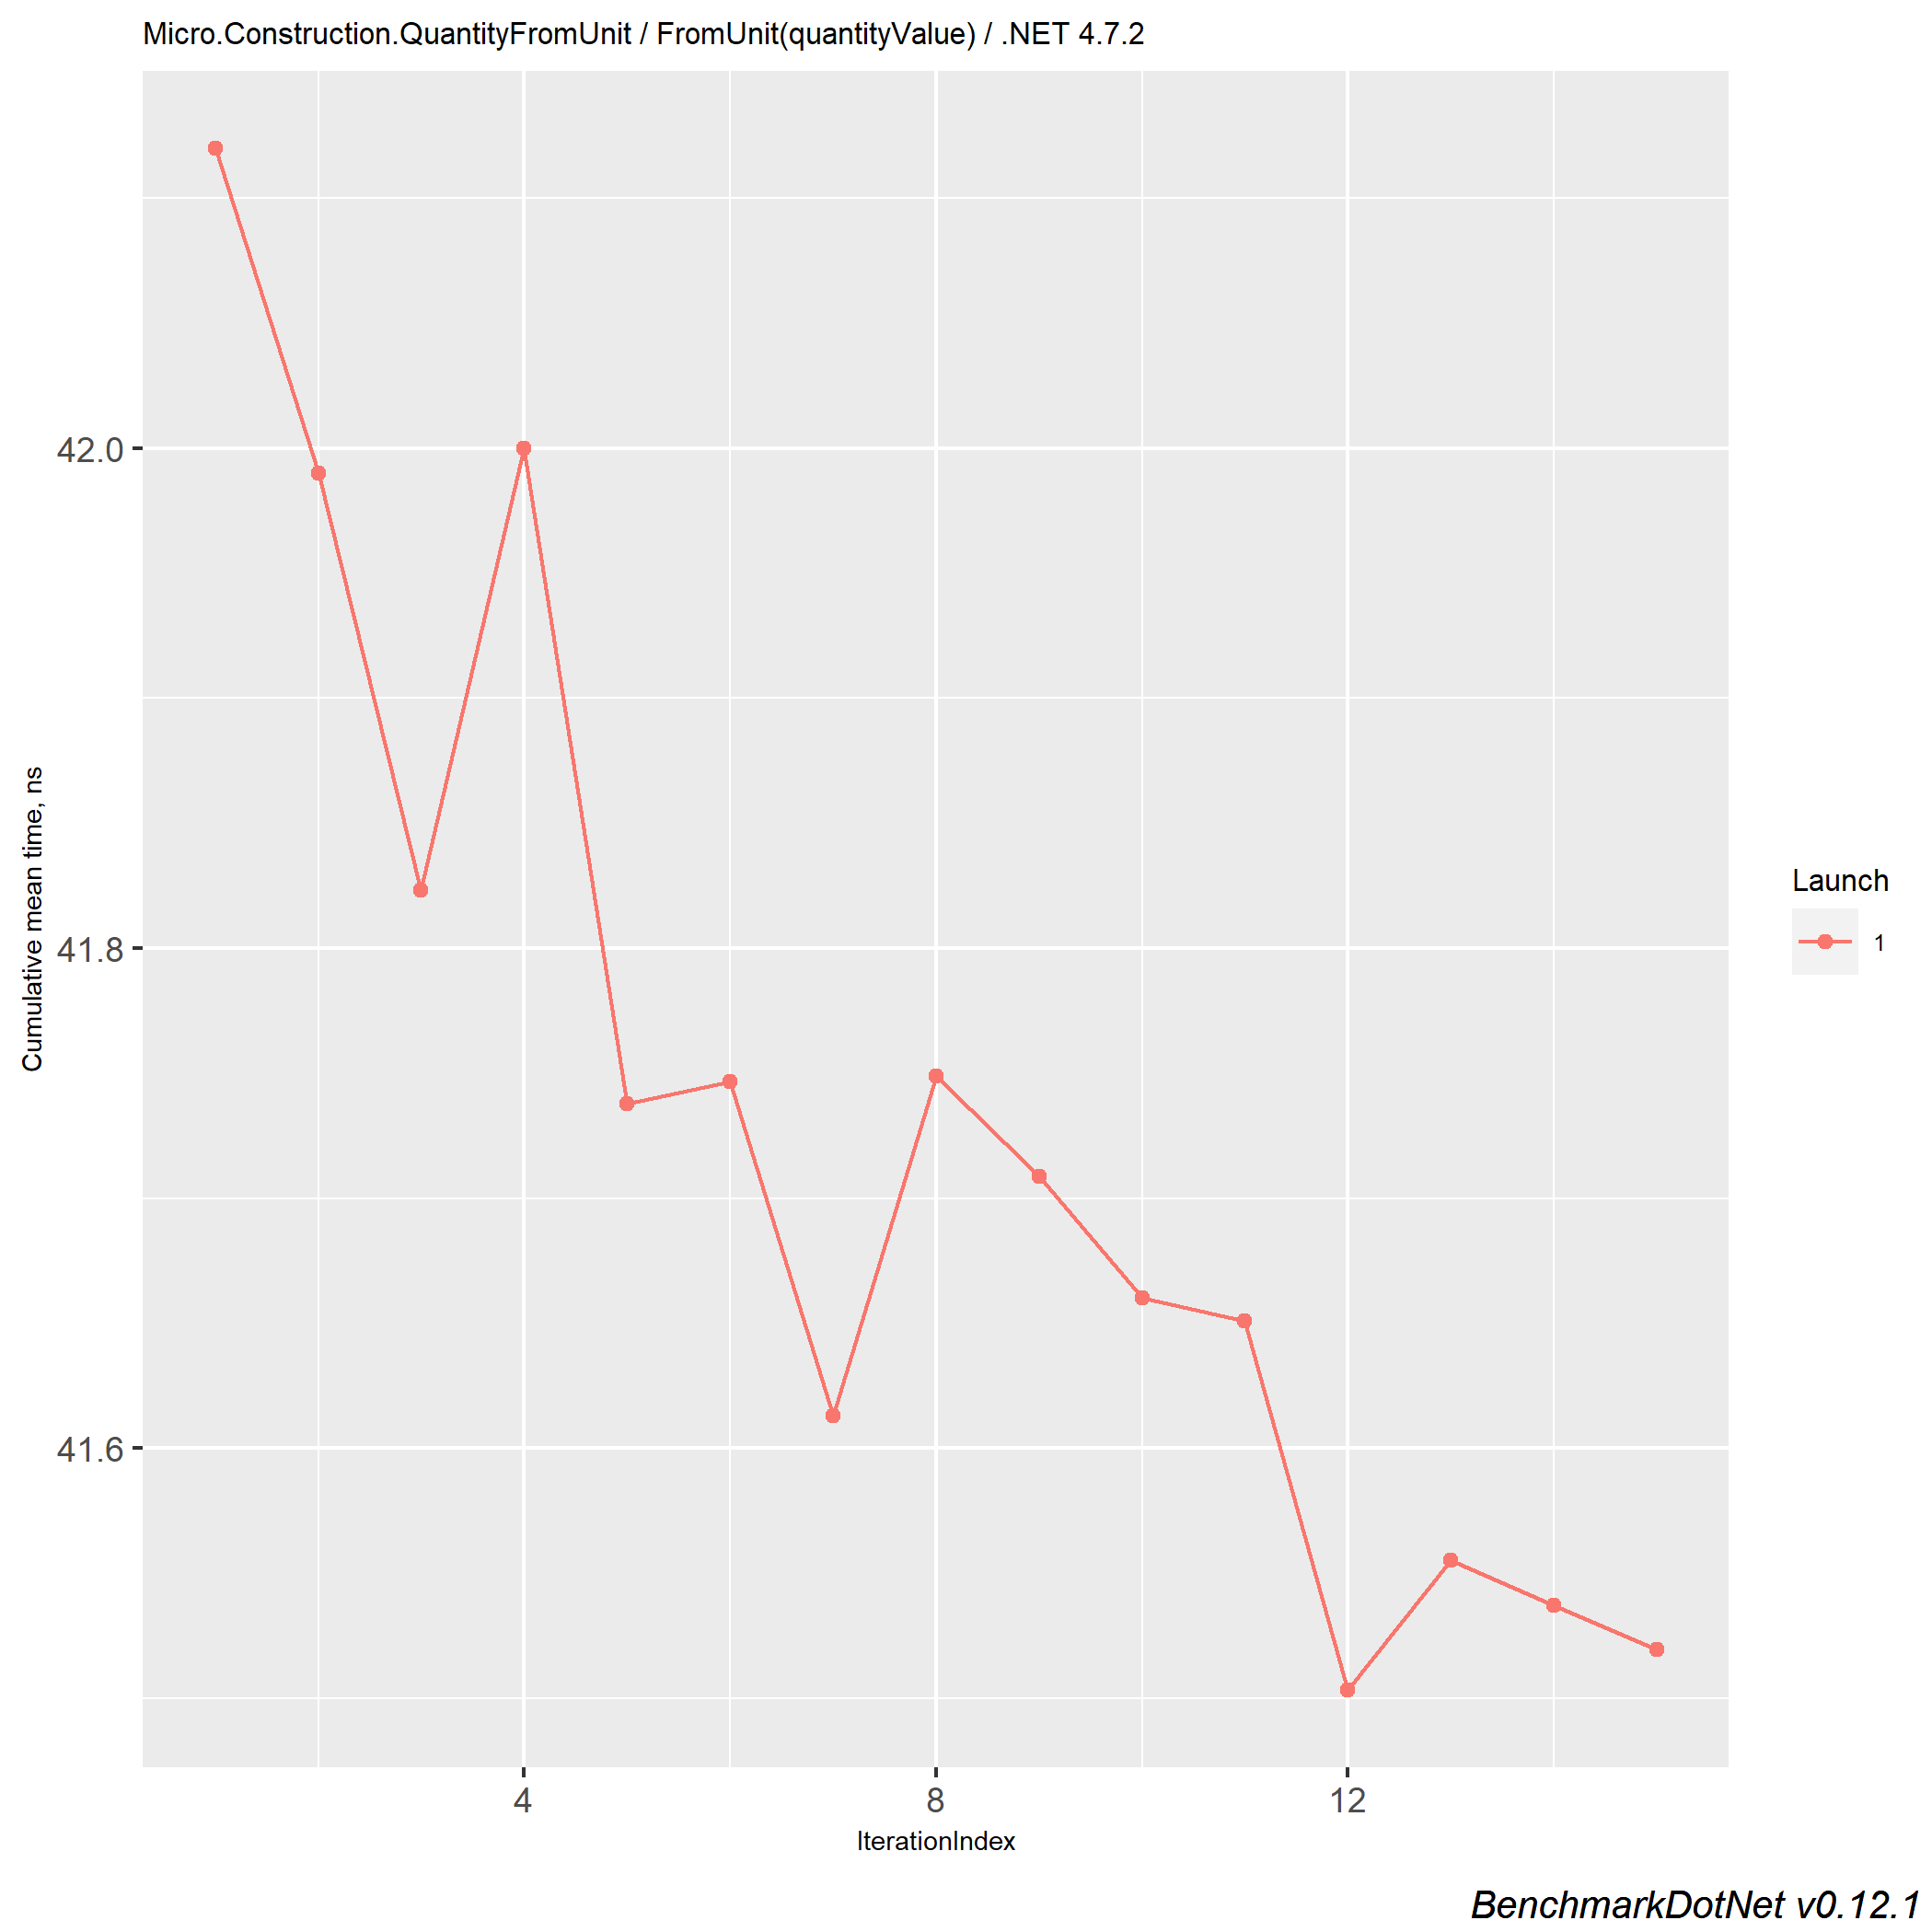 Micro.Construction.QuantityFromUnit / FromUnit(quantityValue) / .NET 4.7.2
42.0
41.8
41.6
Cumulative mean time, ns
4
8
12
IterationIndex
Launch
1
BenchmarkDotNet v0.12.1